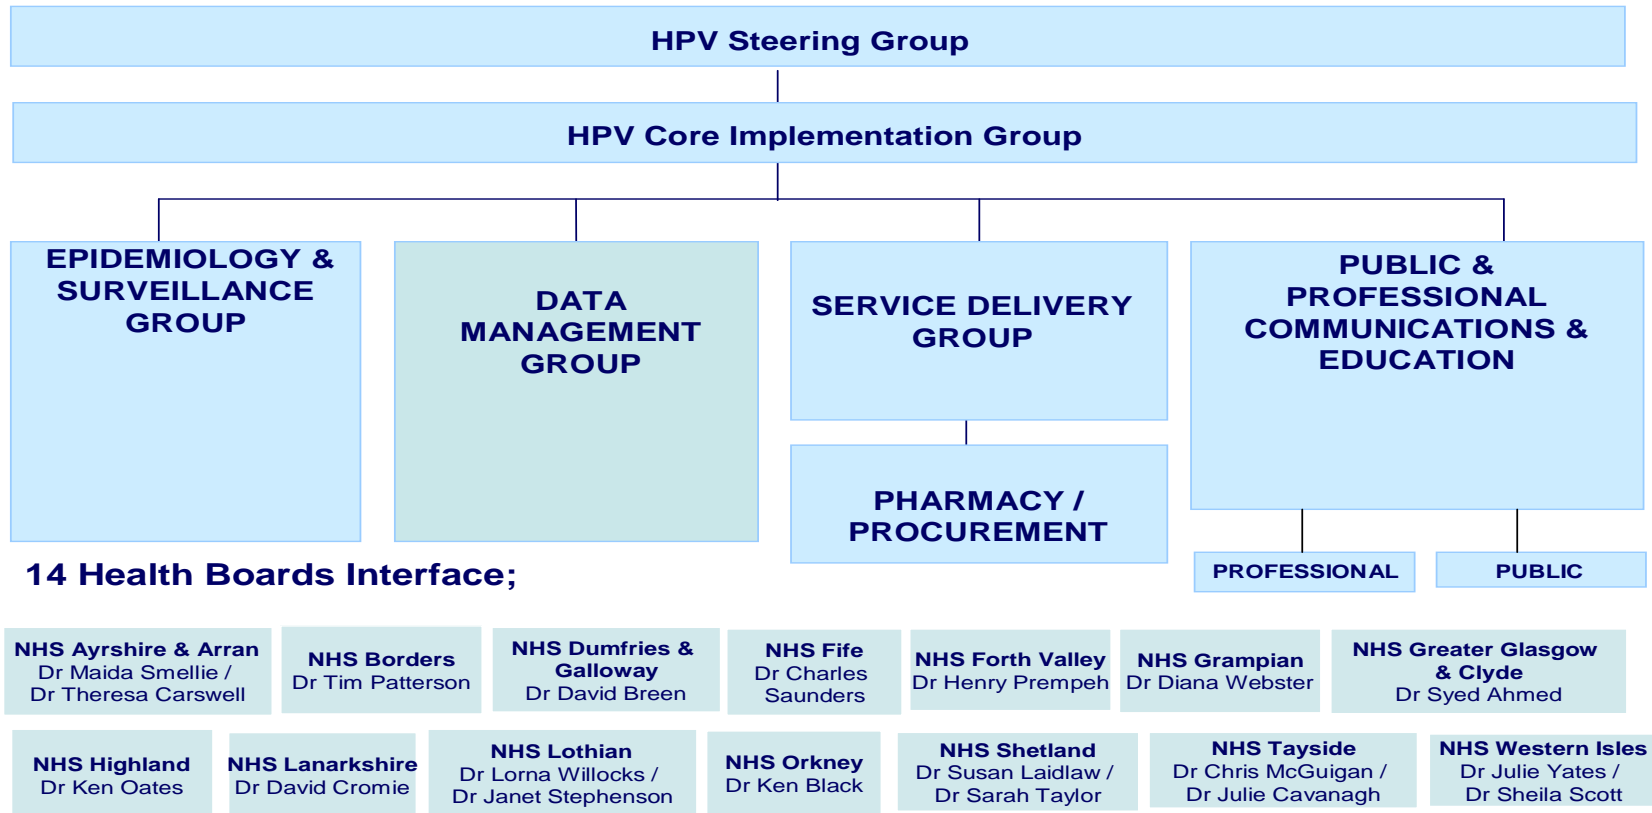 HPV Steering Group
HPV Core Implementation Group
EPIDEMIOLOGY &
SURVEILLANCE
GROUP
DATA
MANAGEMENT
GROUP
SERVICE DELIVERY
GROUP
PUBLIC &
PROFESSIONAL
COMMUNICATIONS &
EDUCATION
PHARMACY /
PROCUREMENT
PROFESSIONAL
PUBLIC
14 Health Boards Interface;
NHS Ayrshire & Arran
Dr Maida Smellie /
Dr Theresa Carswell
NHS Borders
Dr Tim Patterson
NHS Dumfries &
Galloway
Dr David Breen
NHS Fife
Dr Charles
Saunders
NHS Forth Valley
Dr Henry Prempeh
NHS Grampian
Dr Diana Webster
NHS Greater Glasgow
& Clyde
Dr Syed Ahmed
NHS Highland
Dr Ken Oates
NHS Lanarkshire
Dr David Cromie
NHS Lothian
Dr Lorna Willocks /
Dr Janet Stephenson
NHS Orkney
Dr Ken Black
NHS Shetland
Dr Susan Laidlaw /
Dr Sarah Taylor
NHS Tayside
Dr Chris McGuigan /
Dr Julie Cavanagh
NHS Western Isles
Dr Julie Yates /
Dr Sheila Scott